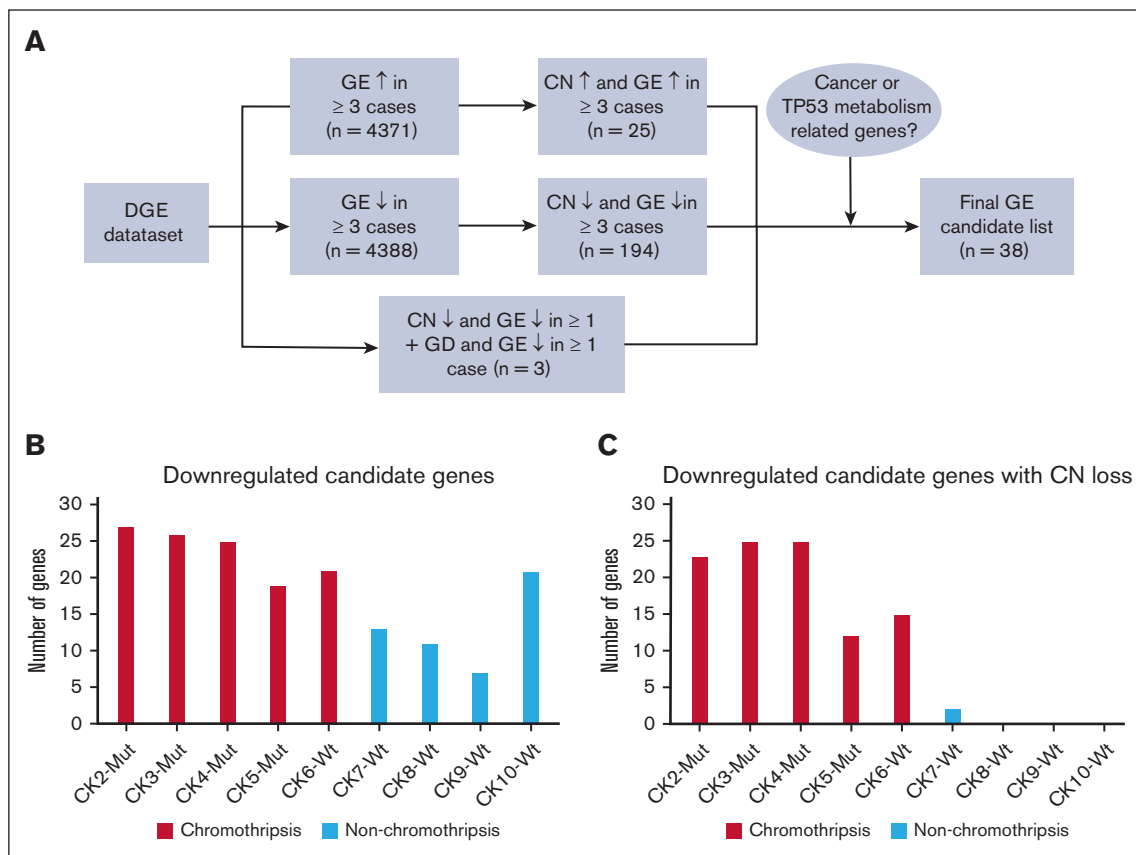 A
GE ↑ in
≥ 3 cases
(n = 4371)
CN ↑ and GE ↑ in
≥ 3 cases
(n = 25)
Cancer or
TP53 metabolism
related genes?
DGE
datataset
GE ↓ in
≥ 3 cases
(n = 4388)
CN ↓ and GE ↓in
≥ 3 cases
(n = 194)
Final GE
candidate list
(n = 38)
CN ↓ and GE ↓ in ≥ 1
+ GD and GE ↓ in ≥ 1
case (n = 3)
B
Downregulated candidate genes
Number of genes
30
25
20
15
10
5
0
CK2-Mut
CK3-Mut
CK4-Mut
CK5-Mut
CK6-Wt
CK7-Wt
CK8-Wt
CK9-Wt
CK10-Wt
Chromothripsis
Non-chromothripsis
C
Downregulated candidate genes with CN loss
Number of genes
30
25
20
15
10
5
0
CK2-Mut
CK3-Mut
CK4-Mut
CK5-Mut
CK6-Wt
CK7-Wt
CK8-Wt
CK9-Wt
CK10-Wt
Chromothripsis
Non-chromothripsis